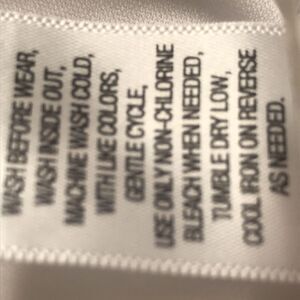 WASH BEFORE WEAR,
WASH INSIDE OUT,
MACHINE WASH COLD,
WITH LIKE COLORS,
GENTLE CYCLE,
USE ONLY NON-CHLORINE
BLEACH WHEN NEEDED,
TUMBLE DRY LOW,
COOL IRON ON REVERSE
AS NEEDED.